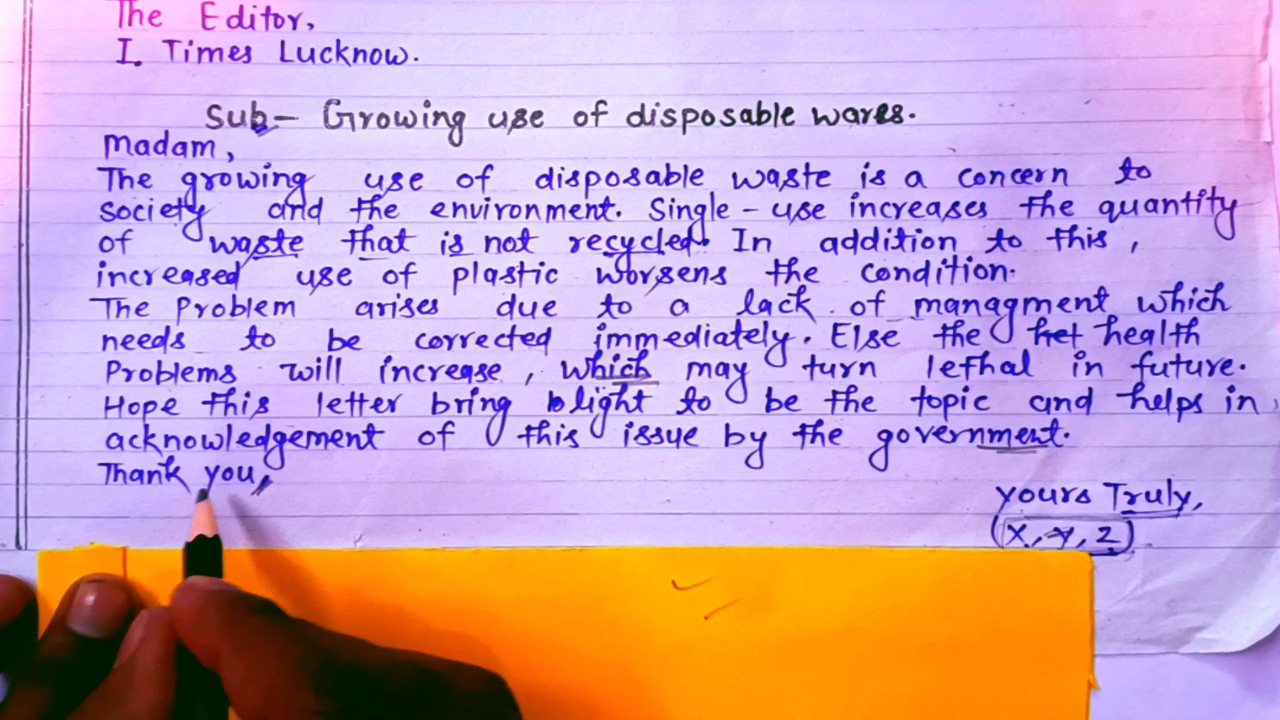 The Editor,
I. Times Lucknow.
Sub- Growing use of disposable wares.
Madam,
The growing use of disposable waste is a concern to
society and the environment. Single-use increases the quantity
of waste that is not recycled. In addition to this,
increased use of plastic worsens the condition.
The Problem arises due to a lack of managment which
needs to be corrected immediately. Else the health
Problems will increase, which may turn lethal in future.
Hope this letter bring light to be the topic and helps in
acknowledgement of this issue by the government.
Thank you,
yours Truly,
(X, Y, Z)